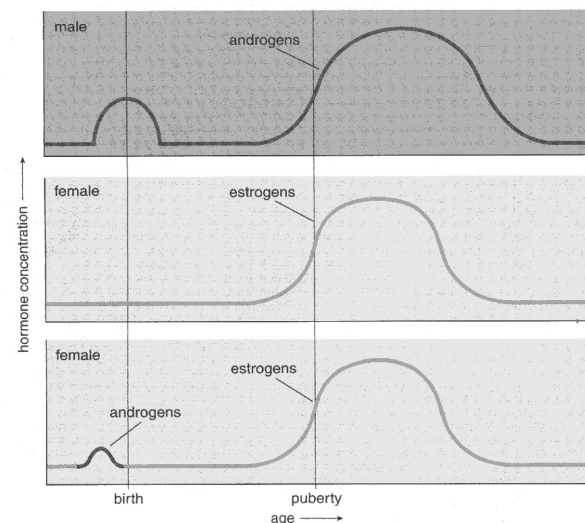 male
androgens
female
estrogens
hormone concentration
female
estrogens
androgens
birth
puberty
age